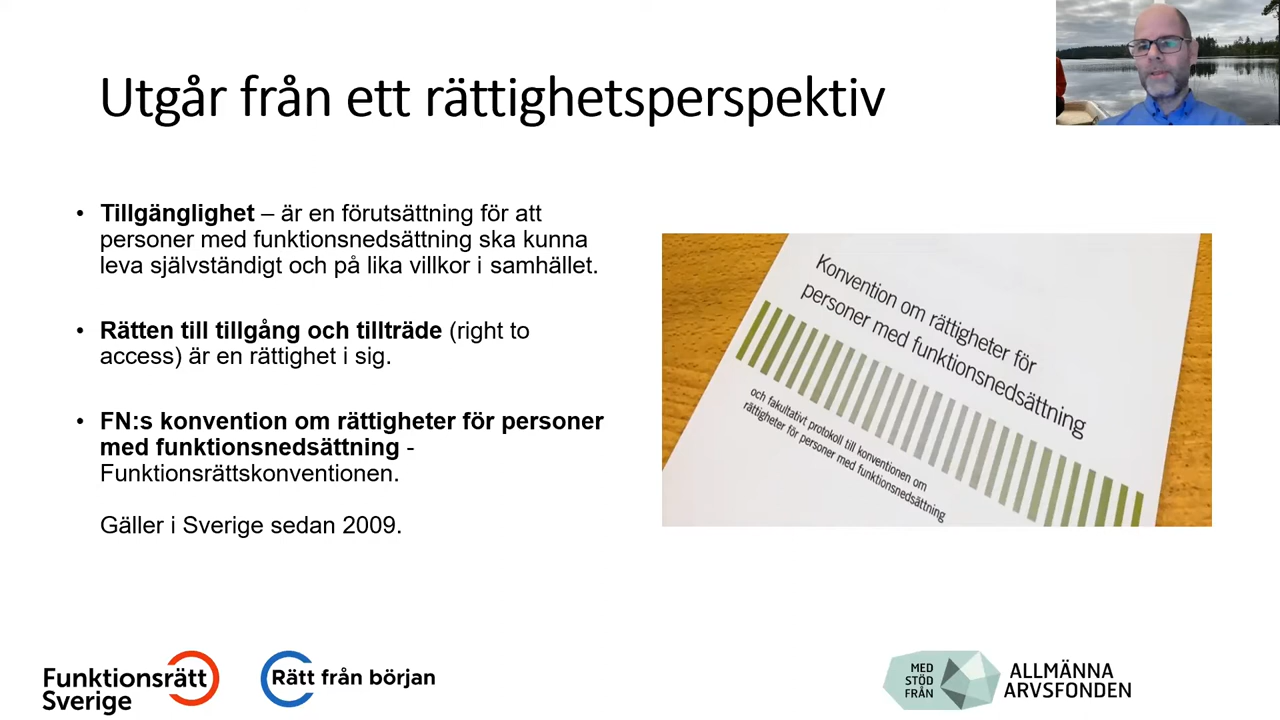 Utgår från ett rättighetsperspektiv
• Tillgänglighet – är en förutsättning för att
personer med funktionsnedsättning ska kunna
leva självständigt och på lika villkor i samhället.
• Rätten till tillgång och tillträde (right to
access) är en rättighet i sig.
• FN:s konvention om rättigheter för personer
med funktionsnedsättning -
Funktionsrättskonventionen.
Gäller i Sverige sedan 2009.
Konvention om rättigheter för
personer med funktionsnedsättning
och fakultativt protokoll till konventionen om
rättigheter för personer med funktionsnedsättning
Funktionsrätt
Sverige
Rätt från början
MED
STÖD
FRÅN
ALLMÄNNA
ARVSFONDEN